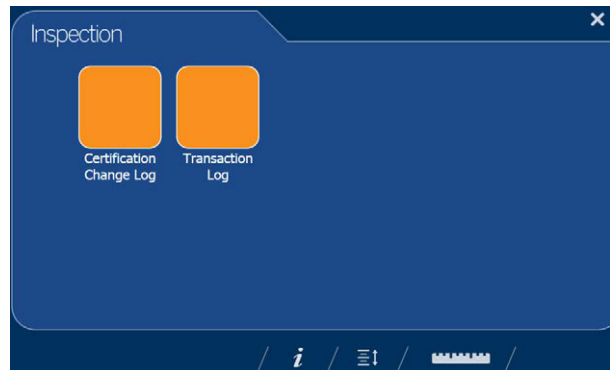 Inspection
Certification
Change Log
Transaction
Log
i